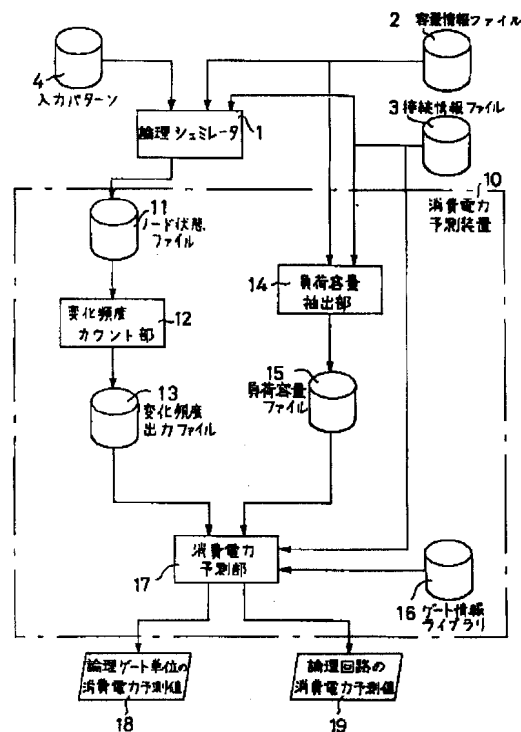 2 容量情報ファイル
4
入力パターン
3 接続情報ファイル
論理シュミレータ
1
10
消費電力
予測装置
11
ノード状態
ファイル
14
負荷容量
抽出部
変化頻度
カウント部
12
15
負荷容量
ファイル
13
変化頻度
出力ファイル
消費電力
予測部
17
16
ゲート情報
ライブラリ
論理ゲート単位の
消費電力予測値
18
論理回路の
消費電力予測値
19